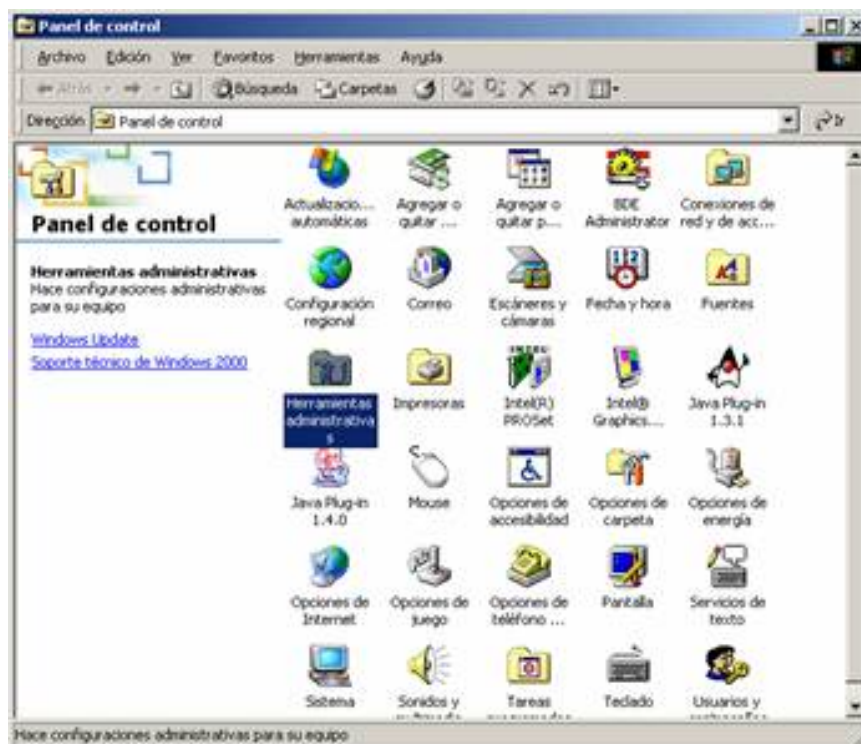 Panel de control
Archivo Edición Ver Favoritos Herramientas Ayuda
Atrás Búsqueda Carpetas
Dirección Panel de control Ir
Panel de control
Herramientas administrativas
Hace configuraciones administrativas
para su equipo
Windows Update
Soporte técnico de Windows 2000
Actualizacio...
automáticas
Agregar o
quitar ...
Agregar o
quitar p...
BDE
Administrator
Conexiones de
red y de acc...
Configuración
regional
Correo
Escáneres y
cámaras
Fecha y hora
Fuentes
Herramientas
administrativa
s
Impresoras
Intel(R)
PROSet
Intel®
Graphics...
Java Plug-in
1.3.1
Java Plug-in
1.4.0
Mouse
Opciones de
accesibilidad
Opciones de
carpeta
Opciones de
energía
Opciones de
Internet
Opciones de
juego
Opciones de
teléfono ...
Pantalla
Servicios de
texto
Sistema
Sonidos y
Tareas
Teclado
Usuarios y
Hace configuraciones administrativas para su equipo